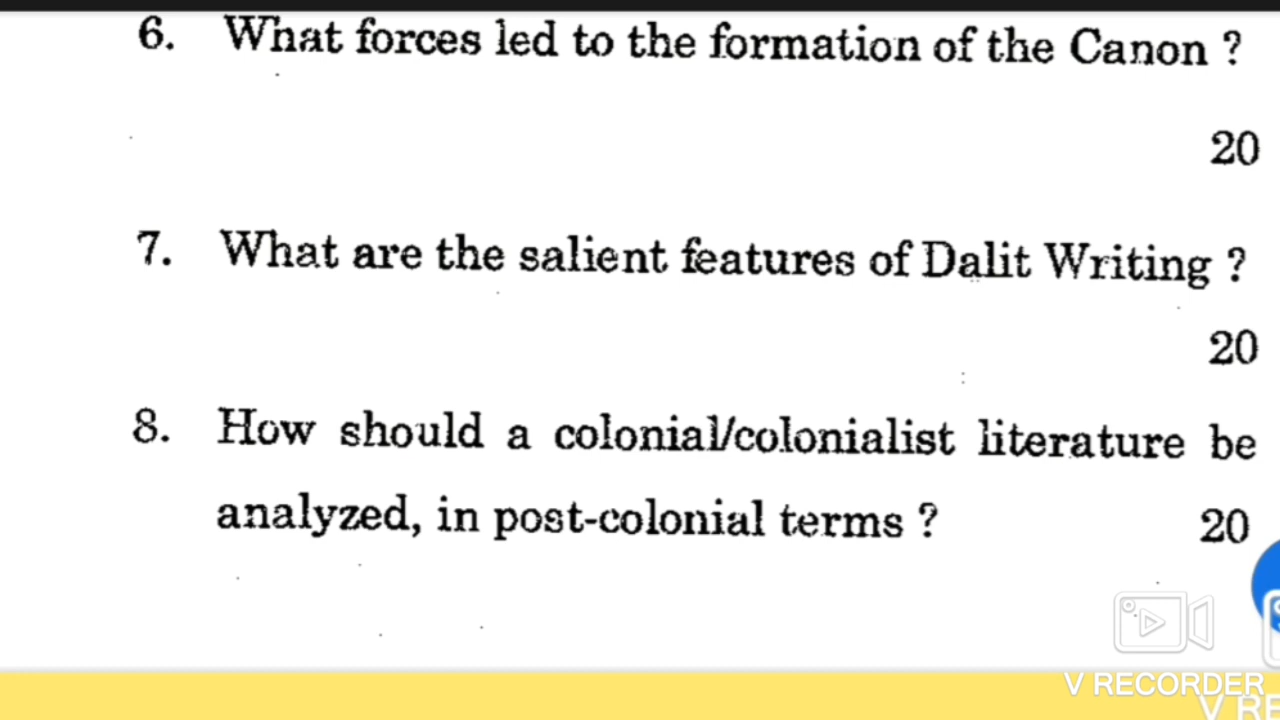 6. What forces led to the formation of the Canon ?
20
7. What are the salient features of Dalit Writing ?
20
8. How should a colonial/colonialist literature be
analyzed, in post-colonial terms ? 20
V RECORDER
V RE